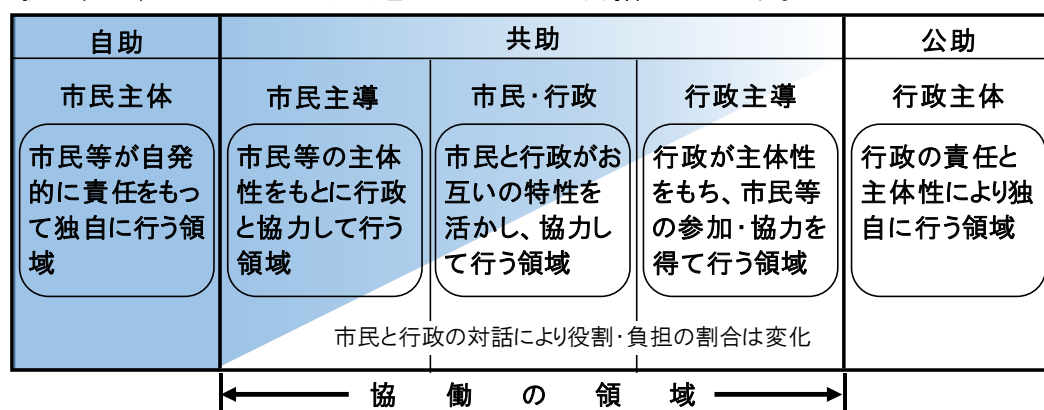 自助
共助
公助
市民主体
市民主導
市民・行政
行政主導
行政主体
市民等が自発
的に責任をもっ
て独自に行う領
域
市民等の主体
性をもとに行政
と協力して行う
領域
市民と行政がお
互いの特性を
活かし、協力し
て行う領域
行政が主体性
をもち、市民等
の参加・協力を
得て行う領域
行政の責任と
主体性により独
自に行う領域
市民と行政の対話により役割・負担の割合は変化
協働の領域